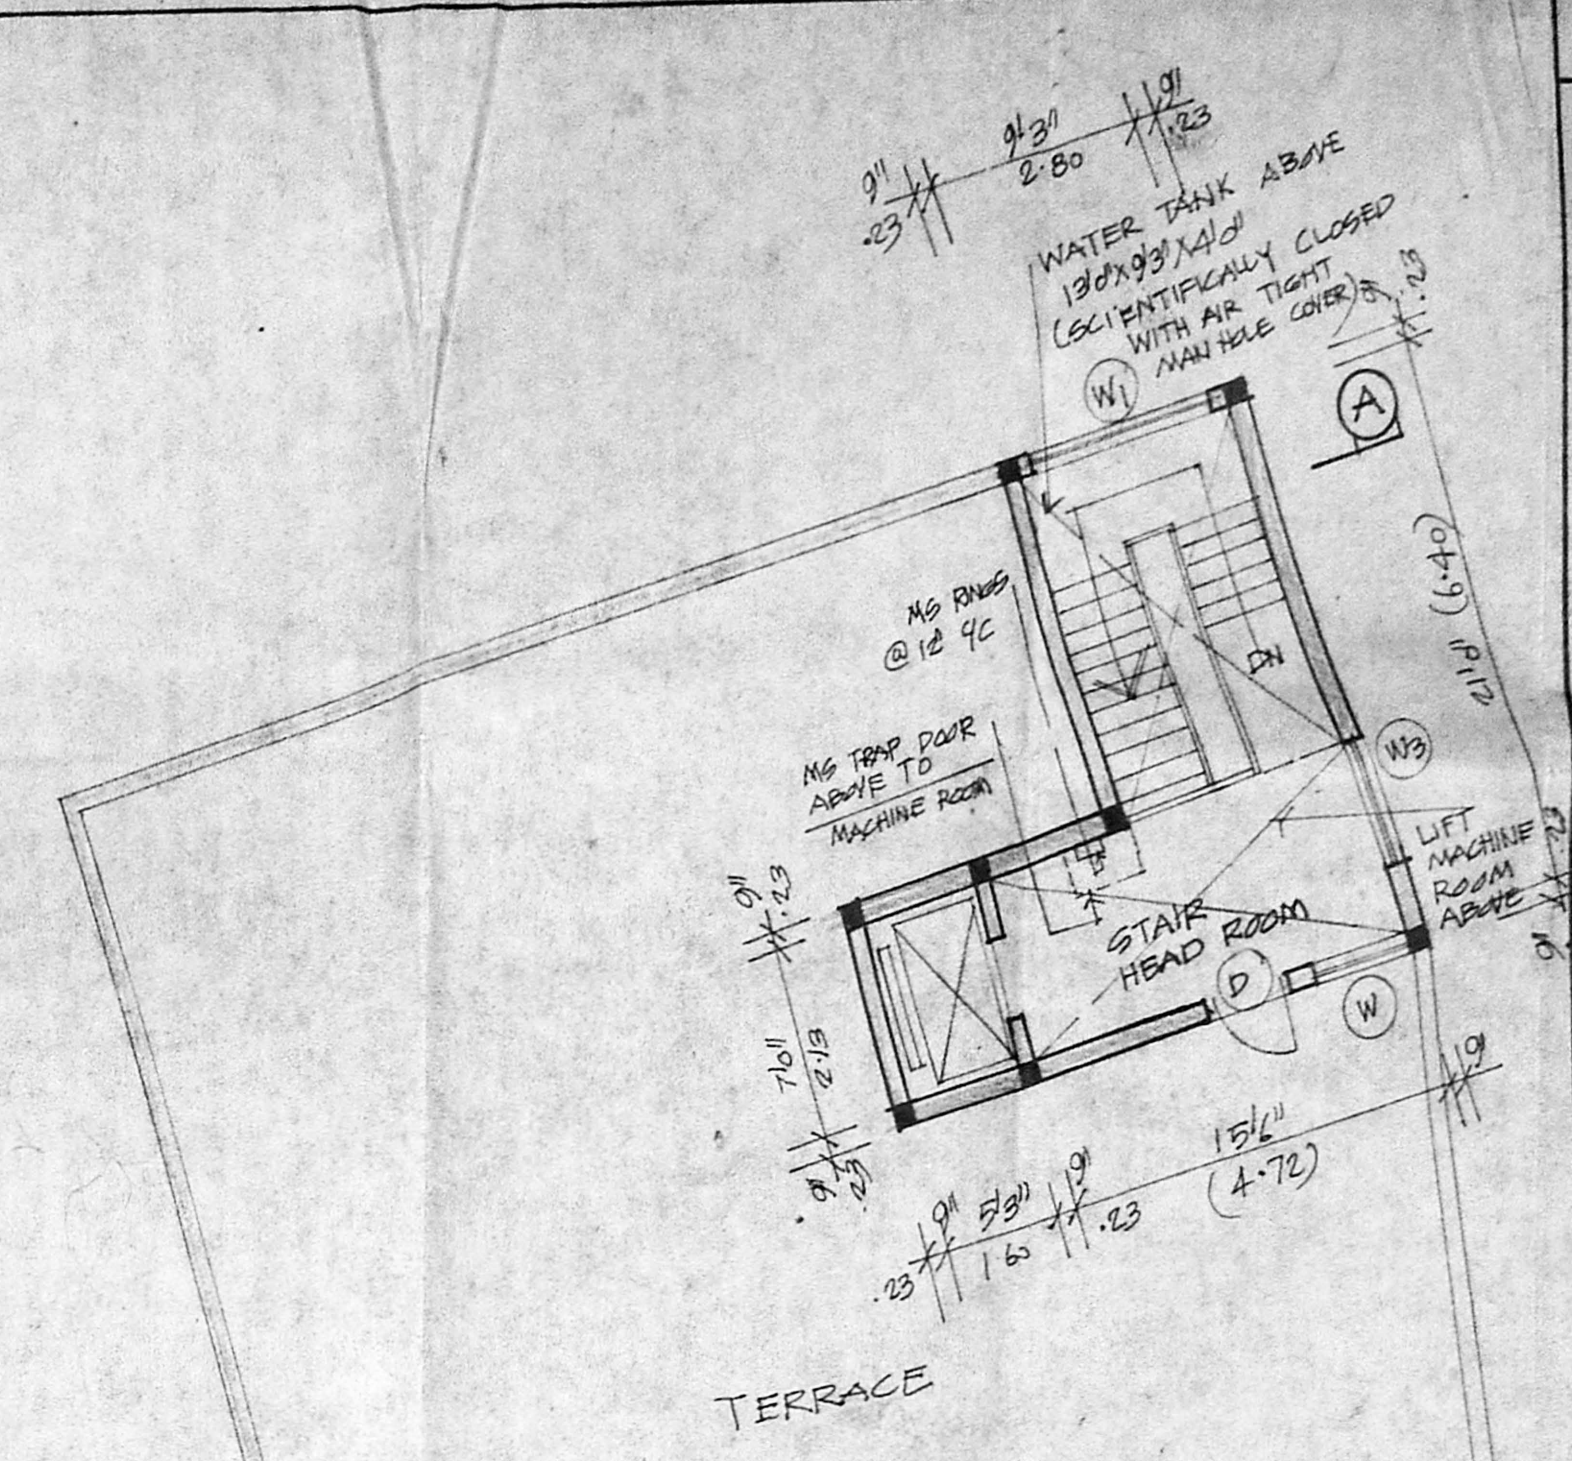 9" 9'3" 9"
.23 2.80 .23
WATER TANK ABOVE
13'0"X9'3"X4'0"
(SCIENTIFICALLY CLOSED
WITH AIR TIGHT
MAN HOLE COVER)
9"
.23
W1
A
21'0" (6.40)
MS RINGS
@ 12" C/C
DN
W3
MS TRAP DOOR
ABOVE TO
MACHINE ROOM
LIFT
MACHINE
ROOM
ABOVE
.23
9"
9"
.23
STAIR
HEAD ROOM
D
W
7'0"
2.13
9"
.23
9" 5'3" 9" 15'6" 9"
.23 1.60 .23 (4.72)
TERRACE